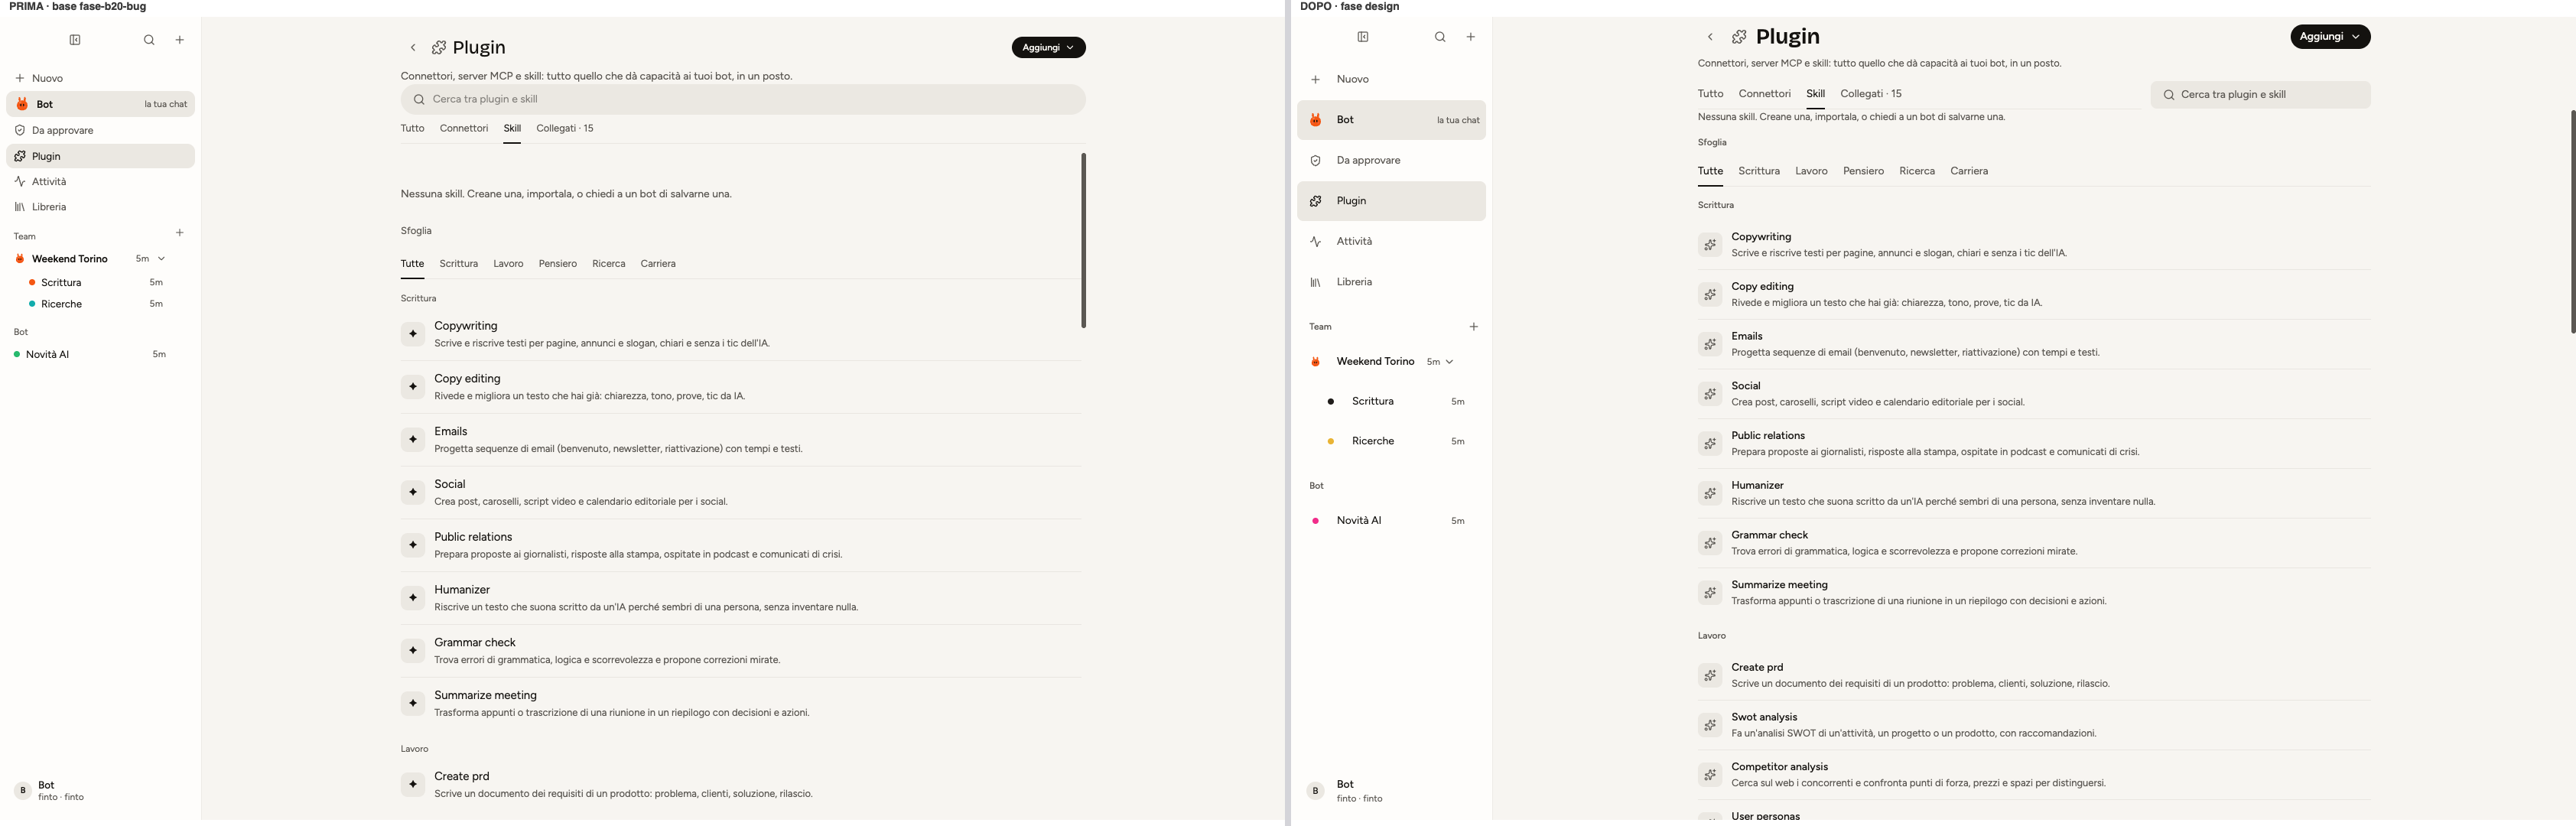 PRIMA · base fase-b20-bug
Nuovo
Bot la tua chat
Da approvare
Plugin
Attività
Libreria
Team
Weekend Torino 5m
Scrittura 5m
Ricerche 5m
Bot
Novità AI 5m
B Bot
finto · finto
Plugin Aggiungi
Connettori, server MCP e skill: tutto quello che dà capacità ai tuoi bot, in un posto.
Cerca tra plugin e skill
Tutto Connettori Skill Collegati · 15
Nessuna skill. Creane una, importala, o chiedi a un bot di salvarne una.
Sfoglia
Tutte Scrittura Lavoro Pensiero Ricerca Carriera
Scrittura
Copywriting
Scrive e riscrive testi per pagine, annunci e slogan, chiari e senza i tic dell'IA.
Copy editing
Rivede e migliora un testo che hai già: chiarezza, tono, prove, tic da IA.
Emails
Progetta sequenze di email (benvenuto, newsletter, riattivazione) con tempi e testi.
Social
Crea post, caroselli, script video e calendario editoriale per i social.
Public relations
Prepara proposte ai giornalisti, risposte alla stampa, ospitate in podcast e comunicati di crisi.
Humanizer
Riscrive un testo che suona scritto da un'IA perché sembri di una persona, senza inventare nulla.
Grammar check
Trova errori di grammatica, logica e scorrevolezza e propone correzioni mirate.
Summarize meeting
Trasforma appunti o trascrizione di una riunione in un riepilogo con decisioni e azioni.
Lavoro
Create prd
Scrive un documento dei requisiti di un prodotto: problema, clienti, soluzione, rilascio.
DOPO · fase design
Nuovo
Bot la tua chat
Da approvare
Plugin
Attività
Libreria
Team
Weekend Torino 5m
Scrittura 5m
Ricerche 5m
Bot
Novità AI 5m
B Bot
finto · finto
Plugin Aggiungi
Connettori, server MCP e skill: tutto quello che dà capacità ai tuoi bot, in un posto.
Tutto Connettori Skill Collegati · 15 Cerca tra plugin e skill
Nessuna skill. Creane una, importala, o chiedi a un bot di salvarne una.
Sfoglia
Tutte Scrittura Lavoro Pensiero Ricerca Carriera
Scrittura
Copywriting
Scrive e riscrive testi per pagine, annunci e slogan, chiari e senza i tic dell'IA.
Copy editing
Rivede e migliora un testo che hai già: chiarezza, tono, prove, tic da IA.
Emails
Progetta sequenze di email (benvenuto, newsletter, riattivazione) con tempi e testi.
Social
Crea post, caroselli, script video e calendario editoriale per i social.
Public relations
Prepara proposte ai giornalisti, risposte alla stampa, ospitate in podcast e comunicati di crisi.
Humanizer
Riscrive un testo che suona scritto da un'IA perché sembri di una persona, senza inventare nulla.
Grammar check
Trova errori di grammatica, logica e scorrevolezza e propone correzioni mirate.
Summarize meeting
Trasforma appunti o trascrizione di una riunione in un riepilogo con decisioni e azioni.
Lavoro
Create prd
Scrive un documento dei requisiti di un prodotto: problema, clienti, soluzione, rilascio.
Swot analysis
Fa un'analisi SWOT di un'attività, un progetto o un prodotto, con raccomandazioni.
Competitor analysis
Cerca sul web i concorrenti e confronta punti di forza, prezzi e spazi per distinguersi.
User personas